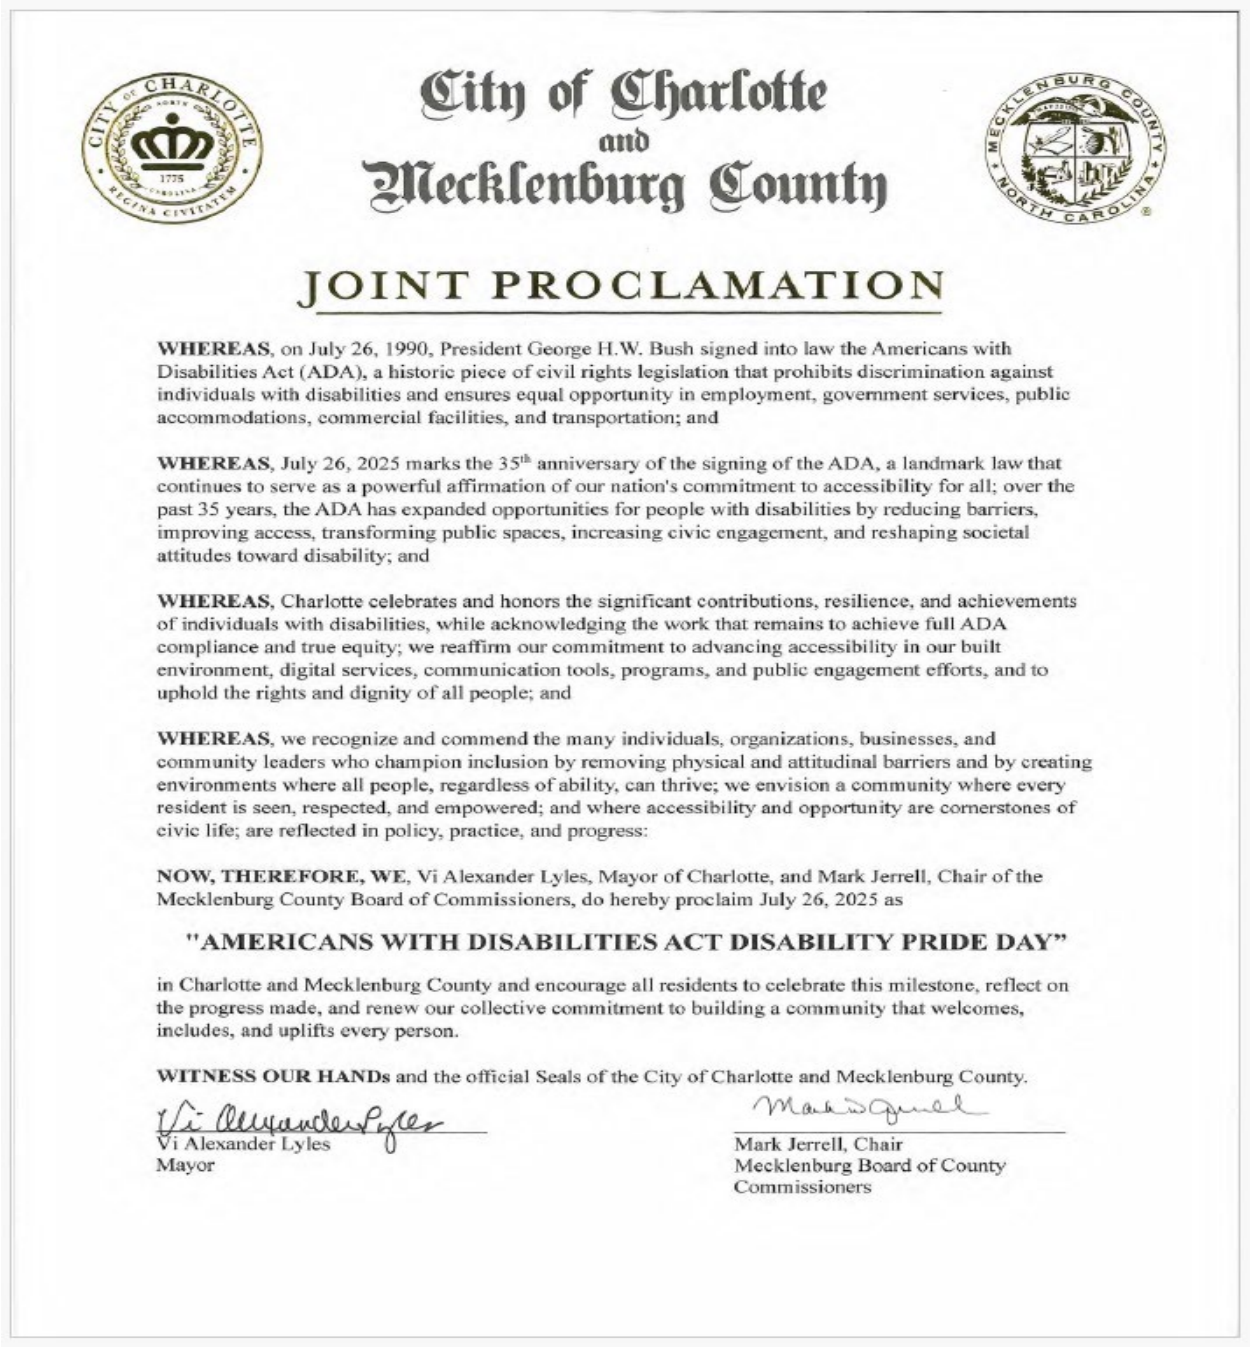 CITY OF CHARLOTTE
NORTH
1775
CAROLINA
REGINA CIVITATEM
City of Charlotte
and
Mecklenburg County
MECKLENBURG COUNTY
NORTH CAROLINA
®
JOINT PROCLAMATION
WHEREAS, on July 26, 1990, President George H.W. Bush signed into law the Americans with
Disabilities Act (ADA), a historic piece of civil rights legislation that prohibits discrimination against
individuals with disabilities and ensures equal opportunity in employment, government services, public
accommodations, commercial facilities, and transportation; and
WHEREAS, July 26, 2025 marks the 35th anniversary of the signing of the ADA, a landmark law that
continues to serve as a powerful affirmation of our nation's commitment to accessibility for all; over the
past 35 years, the ADA has expanded opportunities for people with disabilities by reducing barriers,
improving access, transforming public spaces, increasing civic engagement, and reshaping societal
attitudes toward disability; and
WHEREAS, Charlotte celebrates and honors the significant contributions, resilience, and achievements
of individuals with disabilities, while acknowledging the work that remains to achieve full ADA
compliance and true equity; we reaffirm our commitment to advancing accessibility in our built
environment, digital services, communication tools, programs, and public engagement efforts, and to
uphold the rights and dignity of all people; and
WHEREAS, we recognize and commend the many individuals, organizations, businesses, and
community leaders who champion inclusion by removing physical and attitudinal barriers and by creating
environments where all people, regardless of ability, can thrive; we envision a community where every
resident is seen, respected, and empowered; and where accessibility and opportunity are cornerstones of
civic life; are reflected in policy, practice, and progress:
NOW, THEREFORE, WE, Vi Alexander Lyles, Mayor of Charlotte, and Mark Jerrell, Chair of the
Mecklenburg County Board of Commissioners, do hereby proclaim July 26, 2025 as
"AMERICANS WITH DISABILITIES ACT DISABILITY PRIDE DAY”
in Charlotte and Mecklenburg County and encourage all residents to celebrate this milestone, reflect on
the progress made, and renew our collective commitment to building a community that welcomes,
includes, and uplifts every person.
WITNESS OUR HANDs and the official Seals of the City of Charlotte and Mecklenburg County.
Vi Alexander Lyles
Vi Alexander Lyles
Mayor
Mark Jerrell, Chair
Mecklenburg Board of County
Commissioners